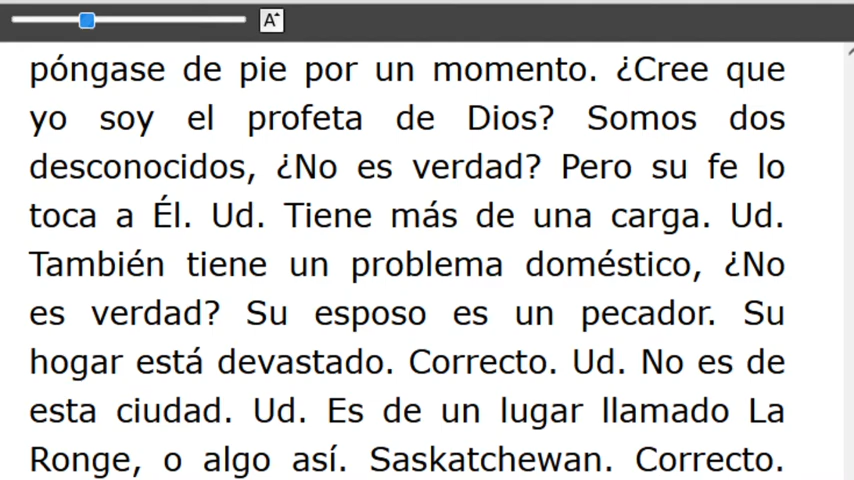 A
póngase de pie por un momento. ¿Cree que
yo soy el profeta de Dios? Somos dos
desconocidos, ¿No es verdad? Pero su fe lo
toca a Él. Ud. Tiene más de una carga. Ud.
También tiene un problema doméstico, ¿No
es verdad? Su esposo es un pecador. Su
hogar está devastado. Correcto. Ud. No es de
esta ciudad. Ud. Es de un lugar llamado La
Ronge, o algo así. Saskatchewan. Correcto.